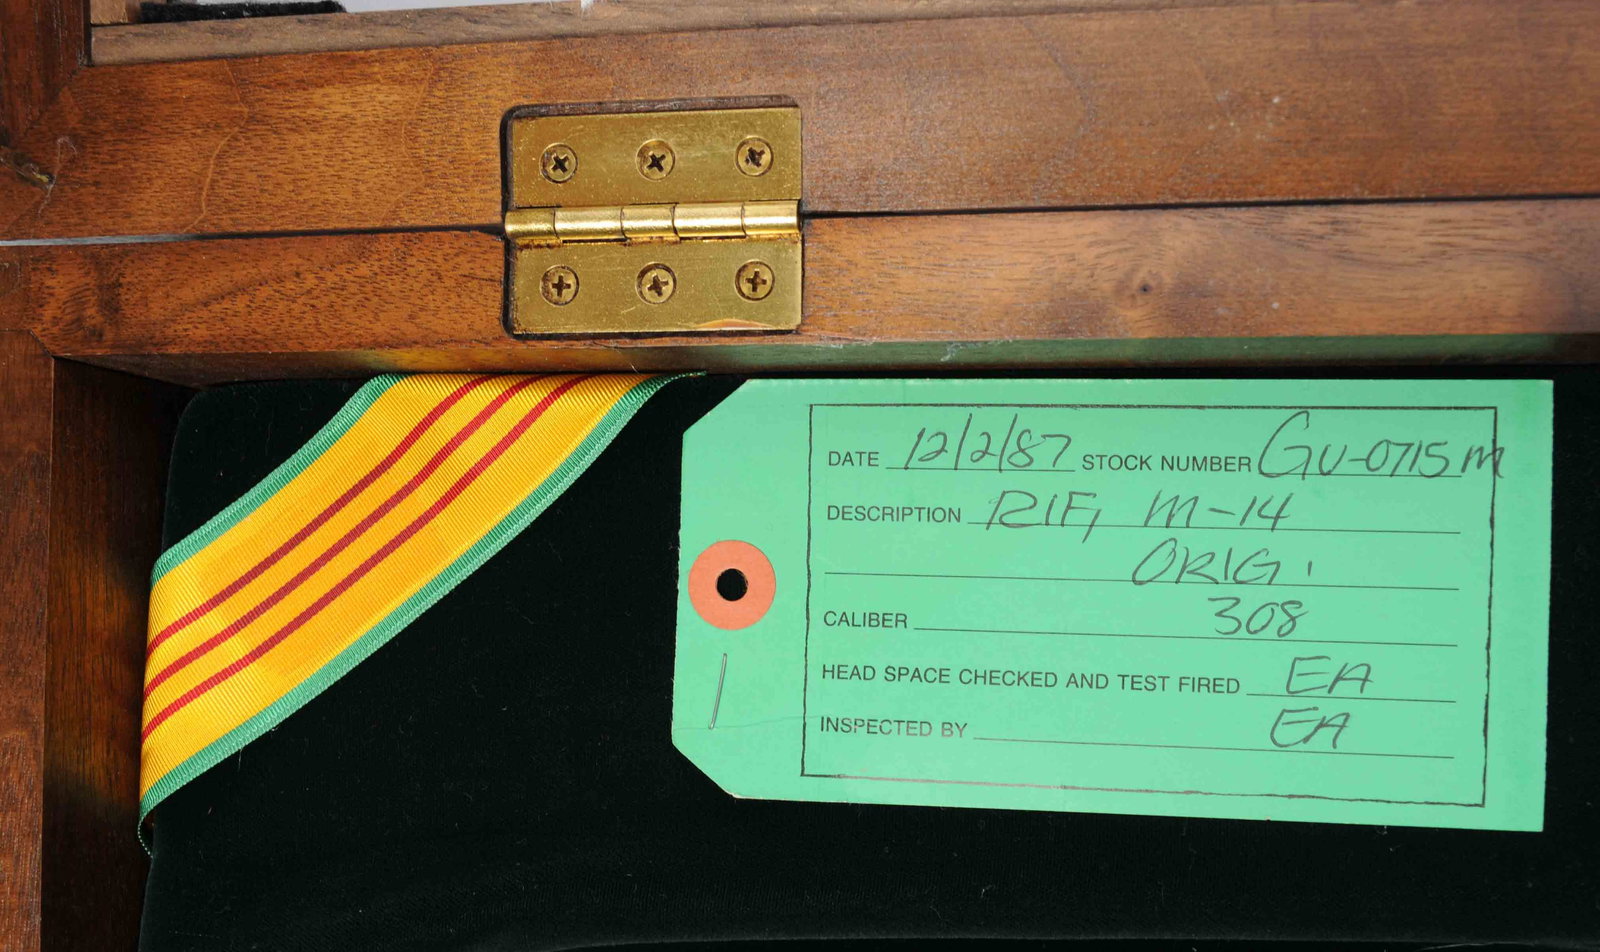 DATE 12/2/87 STOCK NUMBER GU-0715M
DESCRIPTION RIF, M-14
ORIG.
CALIBER 308
HEAD SPACE CHECKED AND TEST FIRED EA
INSPECTED BY EA